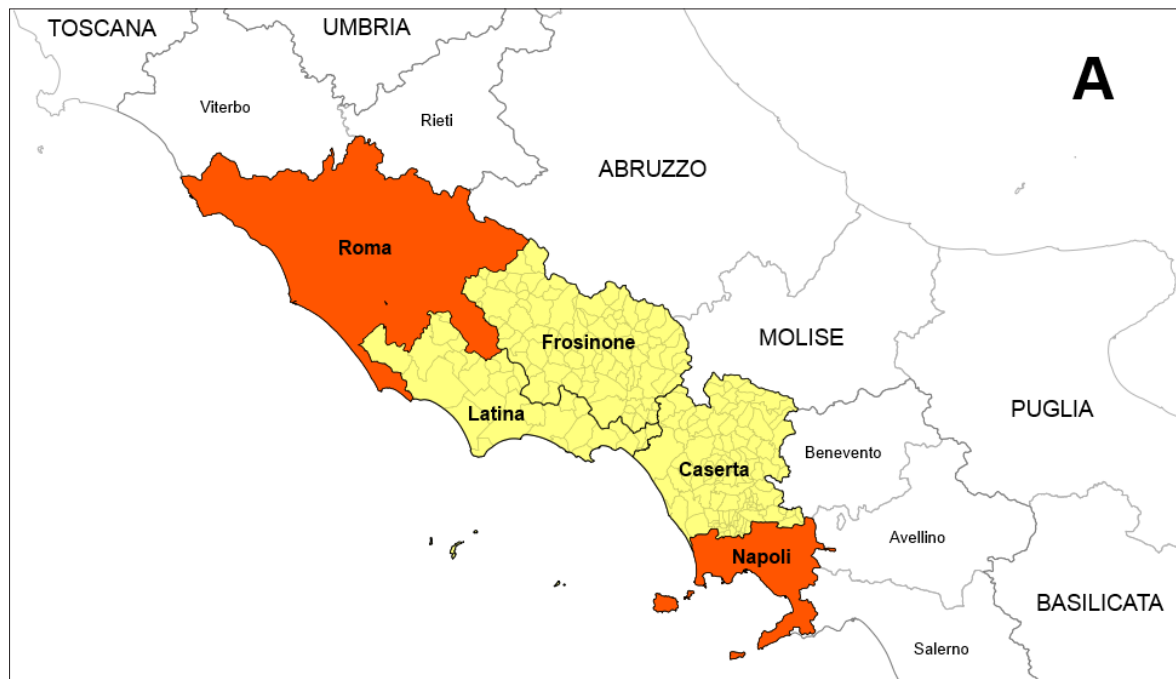 TOSCANA
UMBRIA
A
Viterbo
Rieti
ABRUZZO
Roma
MOLISE
Frosinone
PUGLIA
Latina
Benevento
Caserta
Avellino
Napoli
BASILICATA
Salerno